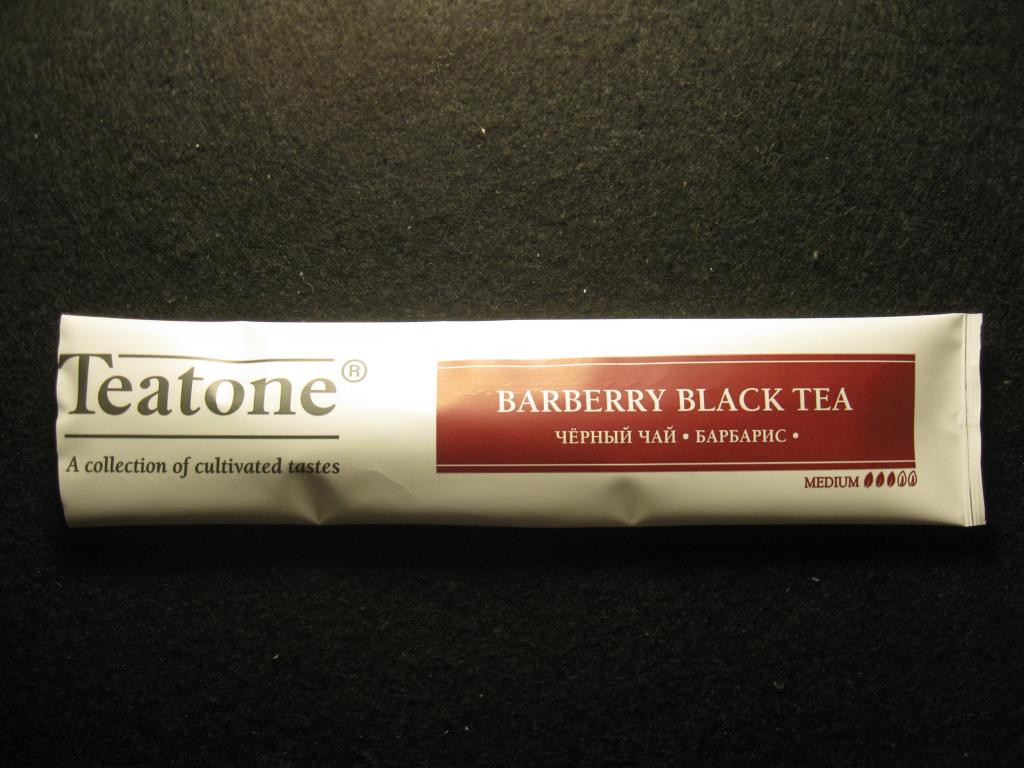 Teatone®
A collection of cultivated tastes
BARBERRY BLACK TEA
ЧЁРНЫЙ ЧАЙ • БАРБАРИС •
MEDIUM